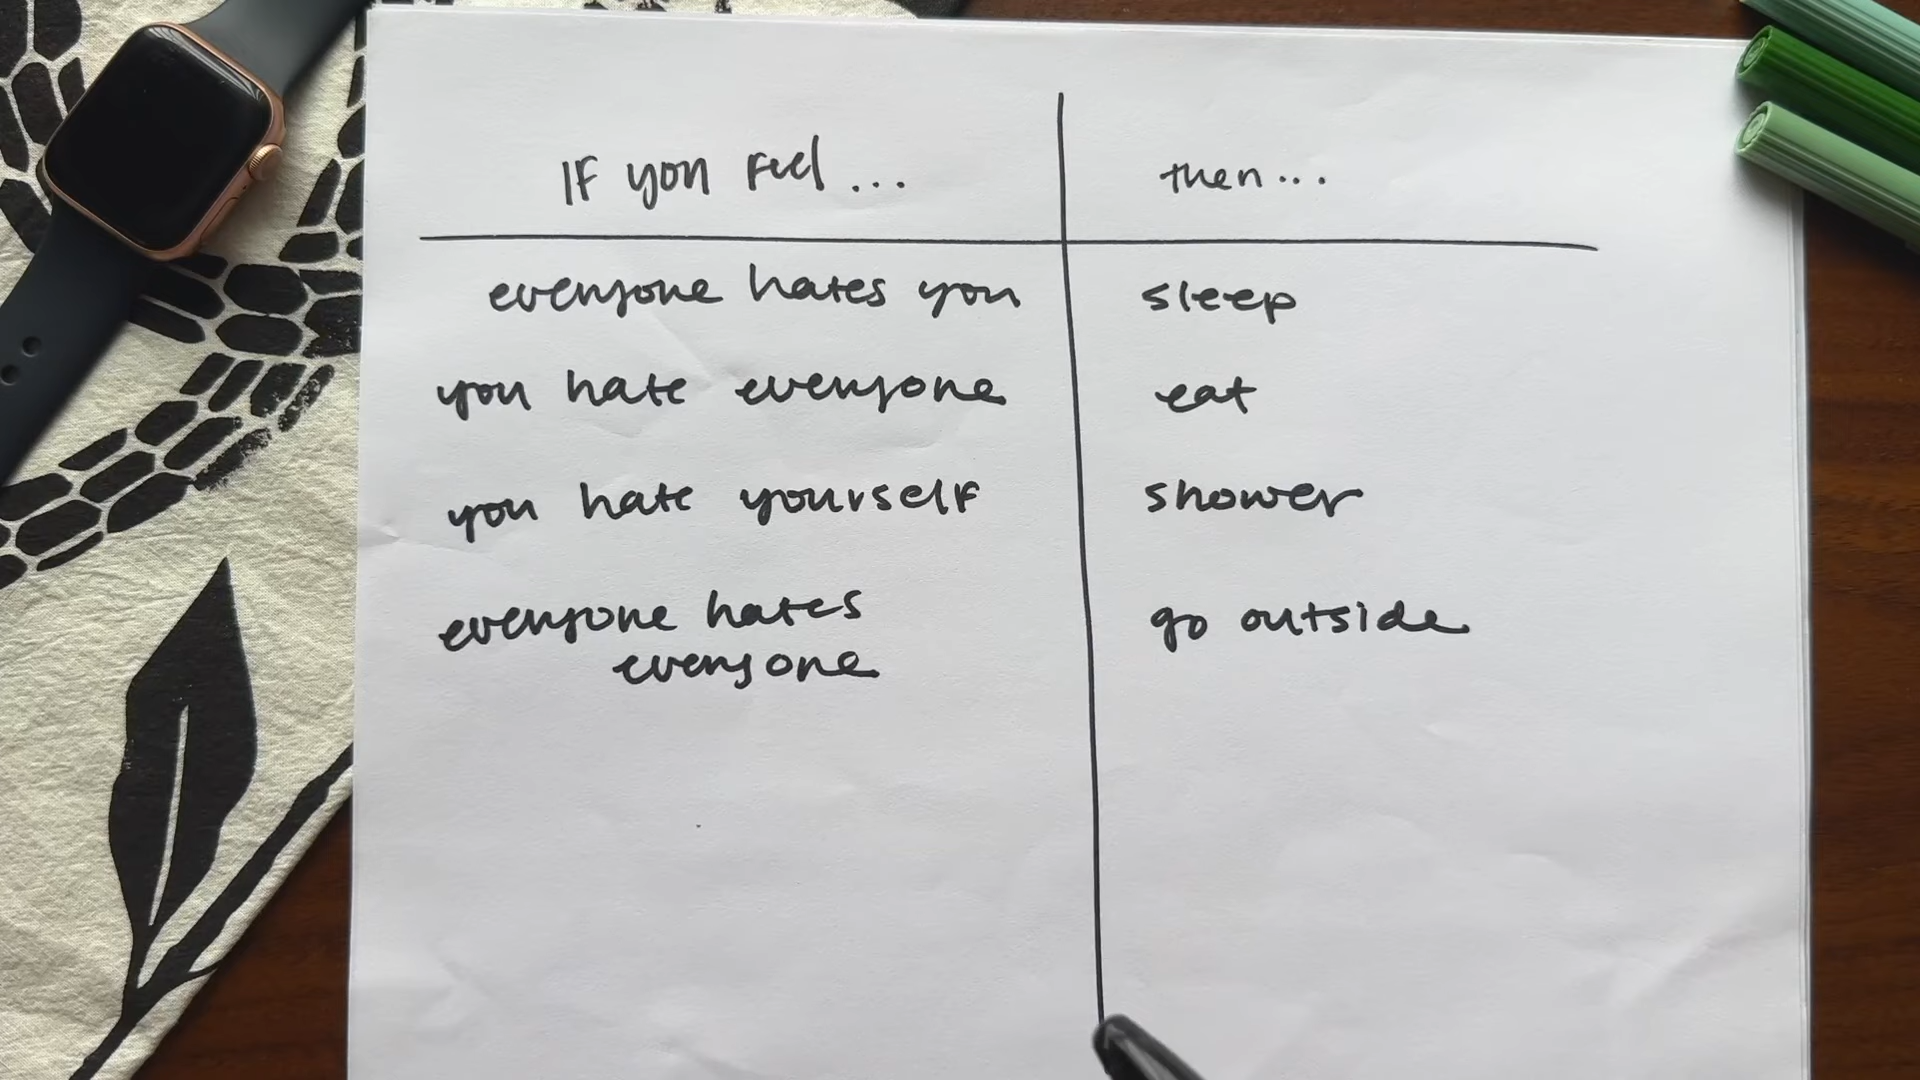 IF you Feel... then...
everyone hates you sleep
you hate everyone eat
you hate yourself shower
everyone hates go outside
everyone